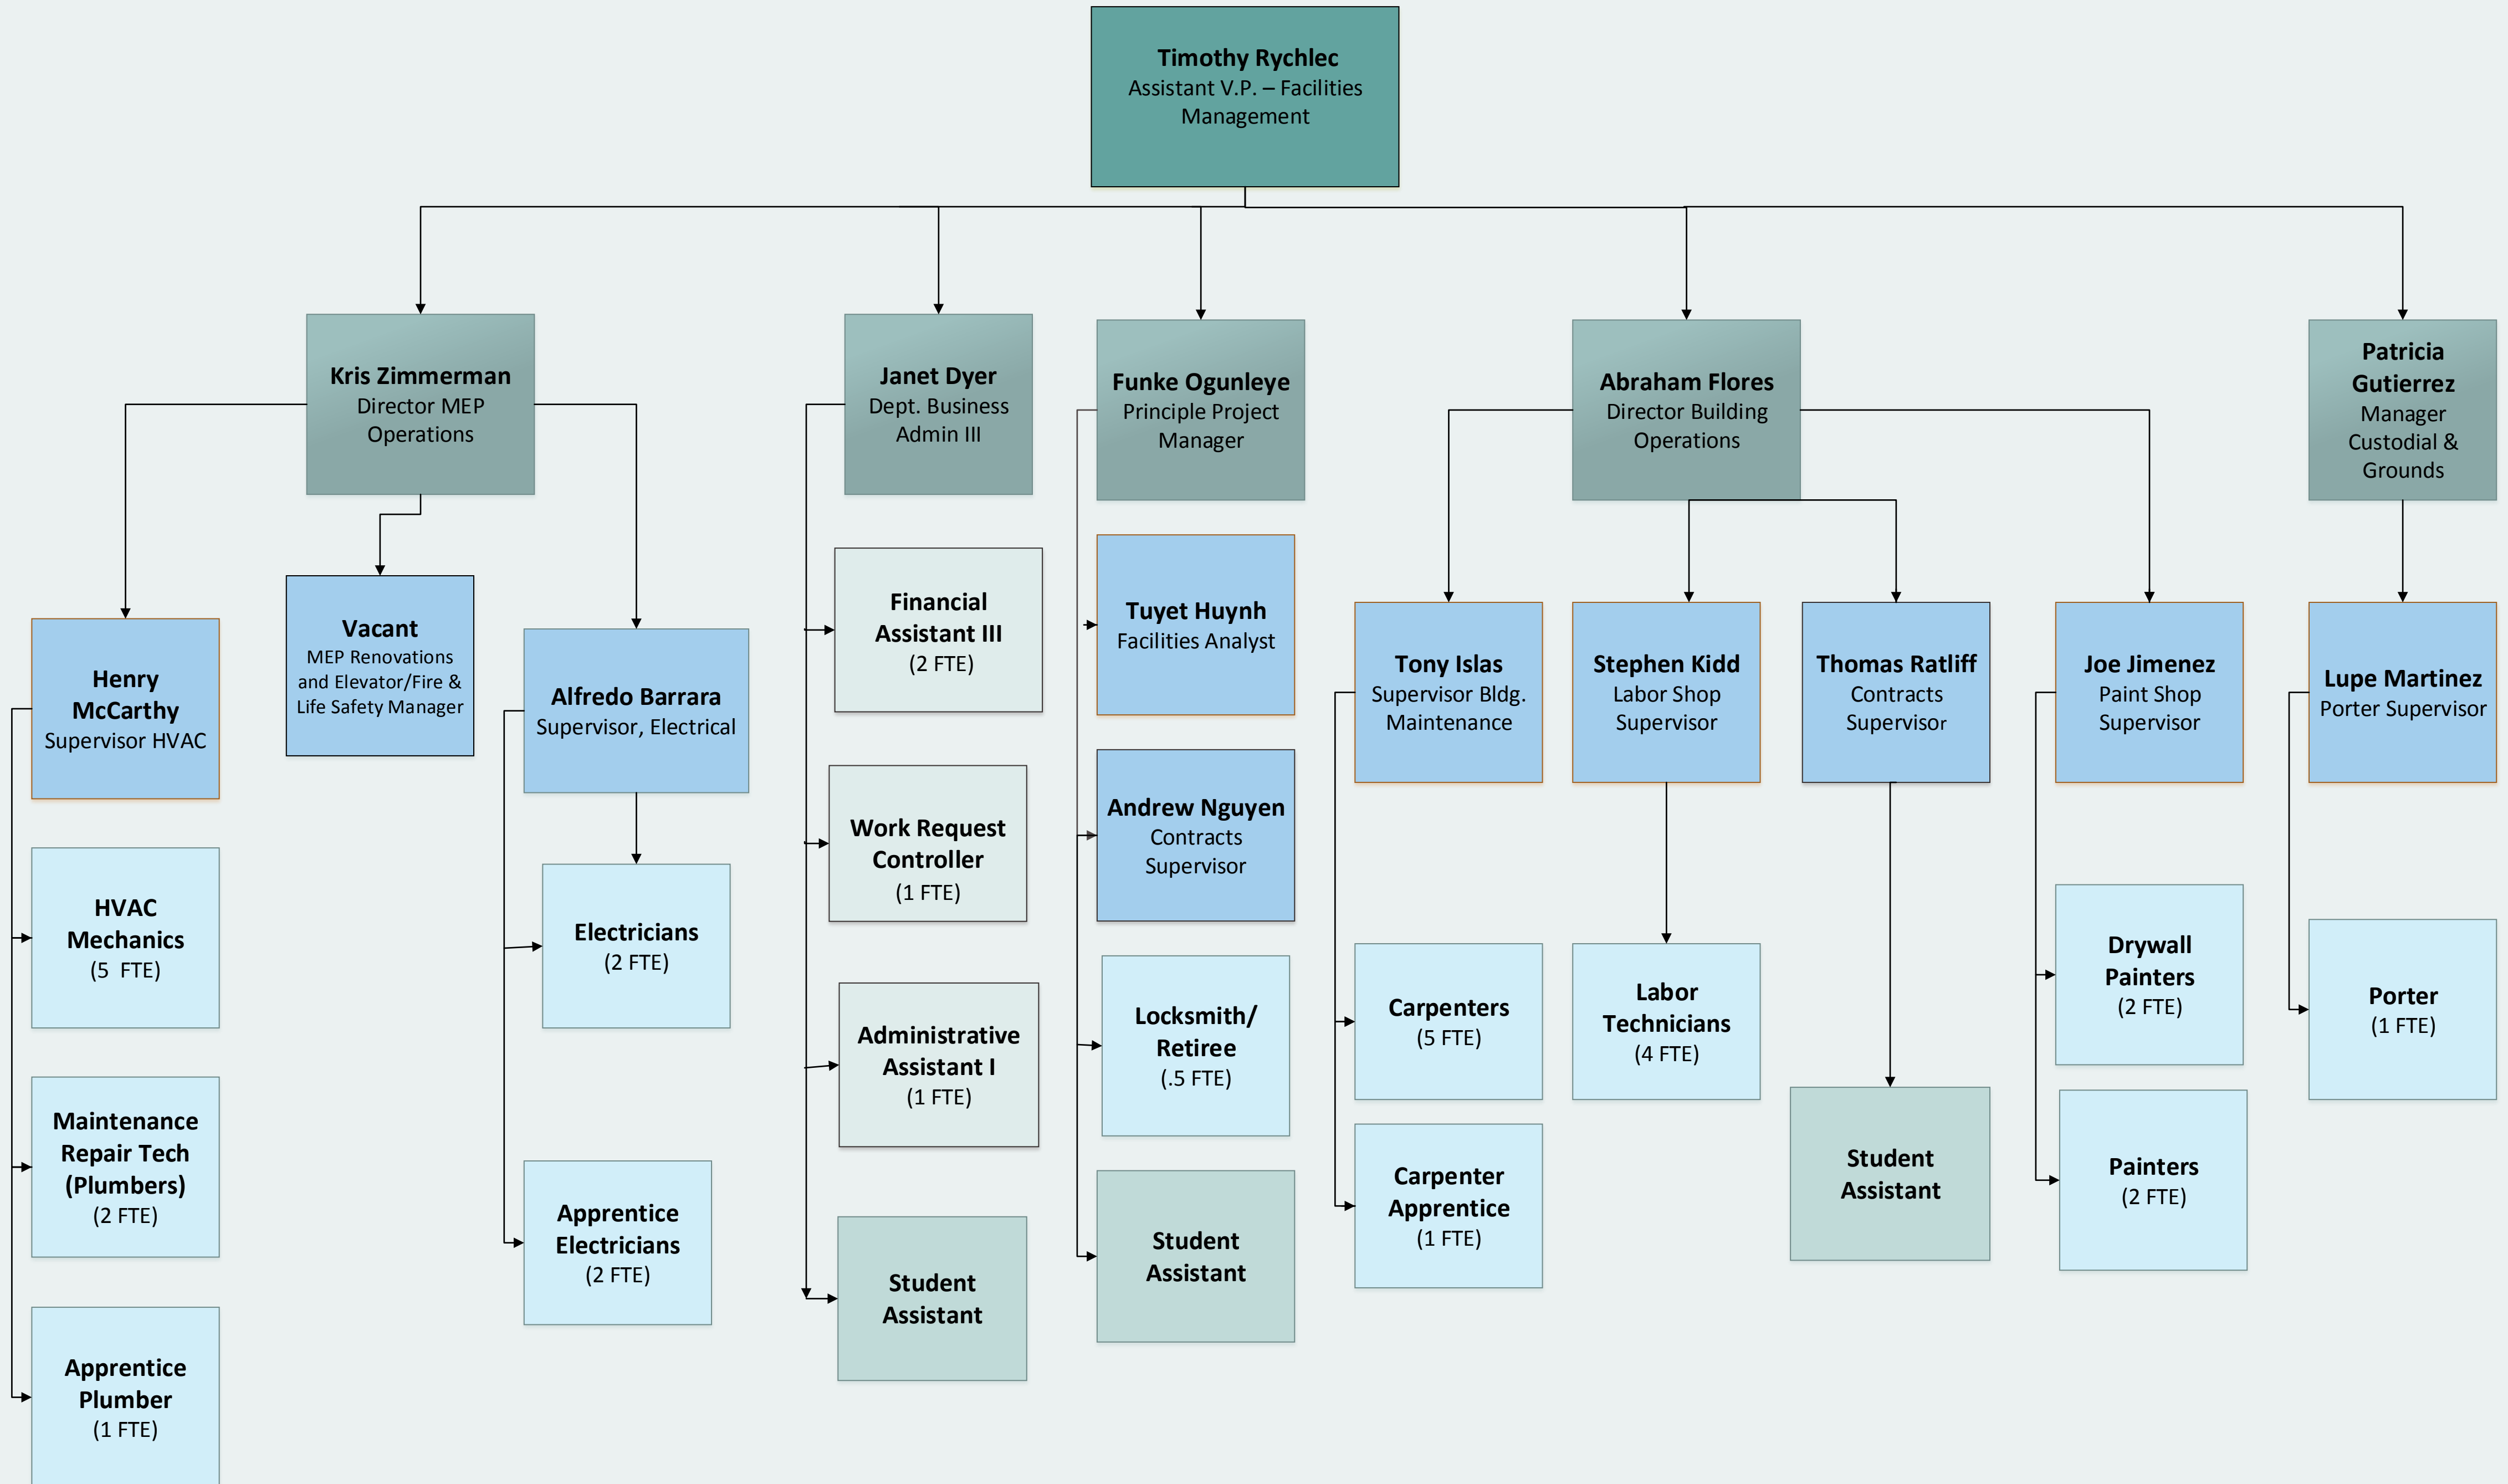 Timothy Rychlec
Assistant V.P. – Facilities
Management
Kris Zimmerman
Director MEP
Operations
Janet Dyer
Dept. Business
Admin III
Funke Ogunleye
Principle Project
Manager
Abraham Flores
Director Building
Operations
Patricia
Gutierrez
Manager
Custodial &
Grounds
Henry
McCarthy
Supervisor HVAC
Vacant
MEP Renovations
and Elevator/Fire &
Life Safety Manager
Alfredo Barrara
Supervisor, Electrical
Financial
Assistant III
(2 FTE)
Tuyet Huynh
Facilities Analyst
Tony Islas
Supervisor Bldg.
Maintenance
Stephen Kidd
Labor Shop
Supervisor
Thomas Ratliff
Contracts
Supervisor
Joe Jimenez
Paint Shop
Supervisor
Lupe Martinez
Porter Supervisor
HVAC
Mechanics
(5  FTE)
Electricians
(2 FTE)
Work Request
Controller
(1 FTE)
Andrew Nguyen
Contracts
Supervisor
Carpenters
(5 FTE)
Labor
Technicians
(4 FTE)
Drywall
Painters
(2 FTE)
Porter
(1 FTE)
Maintenance
Repair Tech
(Plumbers)
(2 FTE)
Apprentice
Electricians
(2 FTE)
Administrative
Assistant I
(1 FTE)
Locksmith/
Retiree
(.5 FTE)
Carpenter
Apprentice
(1 FTE)
Student
Assistant
Painters
(2 FTE)
Apprentice
Plumber
(1 FTE)
Student
Assistant
Student
Assistant